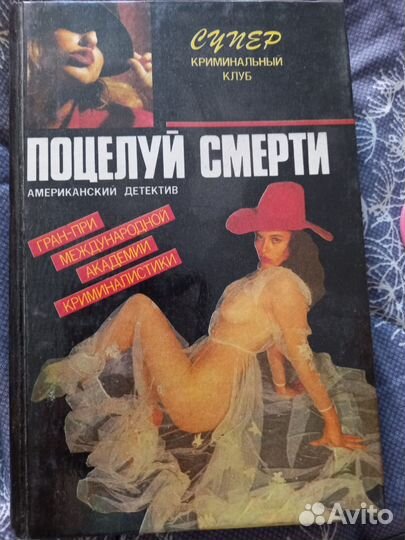 СУПЕР
КРИМИНАЛЬНЫЙ
КЛУБ
ПОЦЕЛУЙ СМЕРТИ
АМЕРИКАНСКИЙ ДЕТЕКТИВ
ГРАН-ПРИ
МЕЖДУНАРОДНОЙ
АКАДЕМИИ
КРИМИНАЛИСТИКИ
Avito